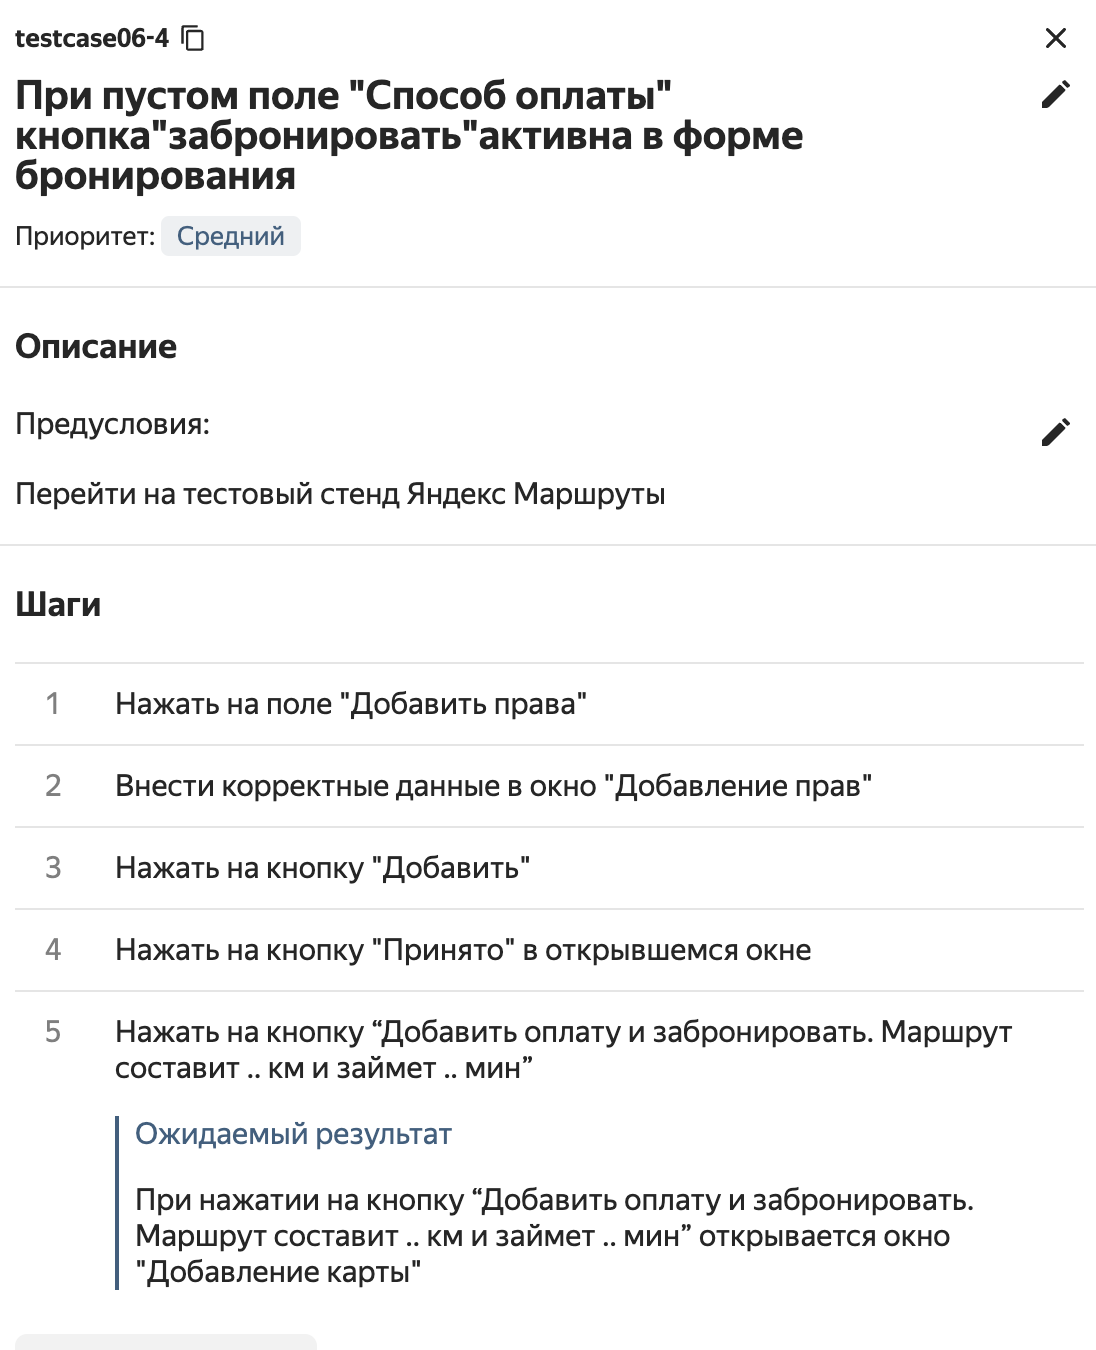 testcase06-4
При пустом поле "Способ оплаты"
кнопка"забронировать"активна в форме
бронирования
Приоритет: Средний
Описание
Предусловия:
Перейти на тестовый стенд Яндекс Маршруты
Шаги
1 Нажать на поле "Добавить права"
2 Внести корректные данные в окно "Добавление прав"
3 Нажать на кнопку "Добавить"
4 Нажать на кнопку "Принято" в открывшемся окне
5 Нажать на кнопку “Добавить оплату и забронировать. Маршрут
составит .. км и займет .. мин”
Ожидаемый результат
При нажатии на кнопку “Добавить оплату и забронировать.
Маршрут составит .. км и займет .. мин” открывается окно
"Добавление карты"